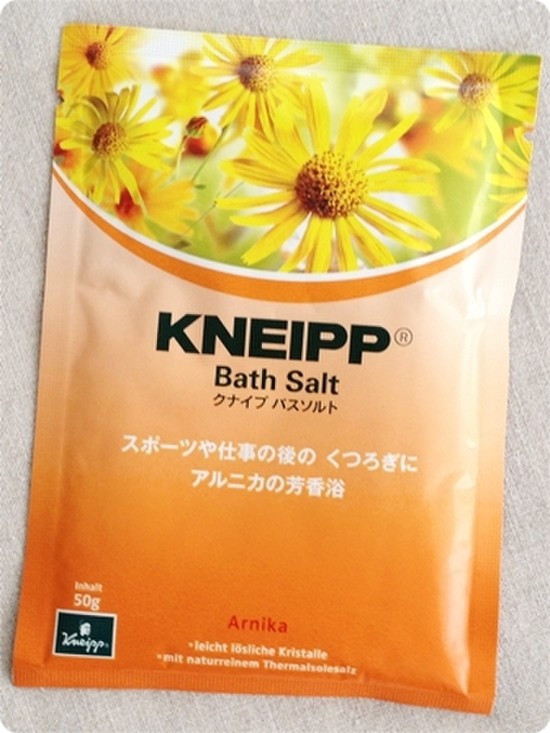 KNEIPP®
Bath Salt
クナイプ バスソルト
スポーツや仕事の後の くつろぎに
アルニカの芳香浴
Inhalt
50g
Kneipp®
Arnika
*leicht lösliche Kristalle
*mit naturreinem Thermalsolesalz